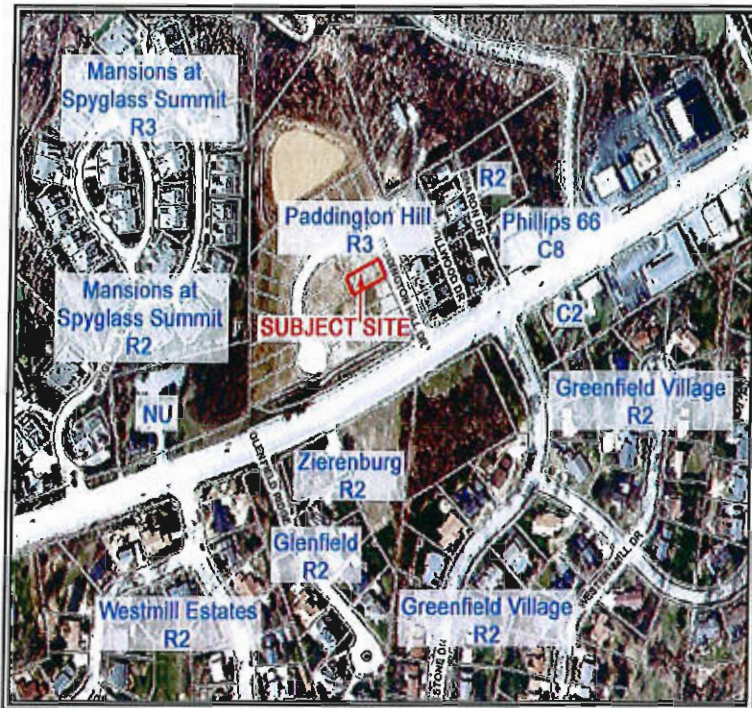 Mansions at
Spyglass Summit
R3
R2
Paddington Hill
R3
Phillips 66
C8
SUBJECT SITE
Mansions at
Spyglass Summit
R2
C2
Greenfield Village
R2
NU
Zierenburg
R2
Glenfield
R2
Westmill Estates
R2
Greenfield Village
R2